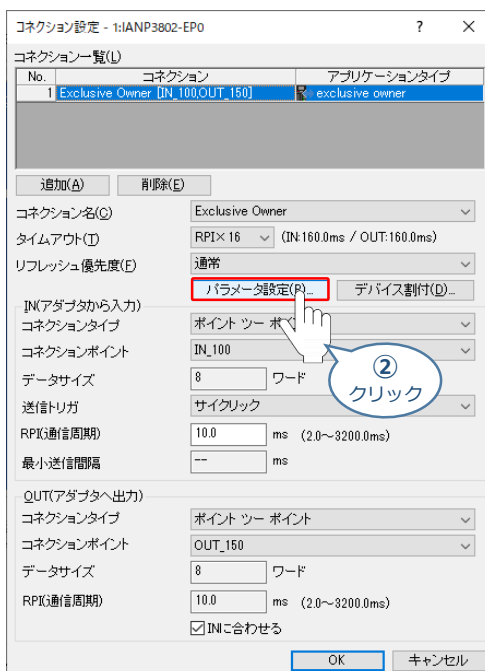 コネクション設定 - 1:IANP3802-EP0 ? ×
コネクション一覧(L)
No. コネクション アプリケーションタイプ
1 Exclusive Owner [IN_100,OUT_150] exclusive owner
追加(A) 削除(E)
コネクション名(C) Exclusive Owner
タイムアウト(T) RPI×16 (IN:160.0ms / OUT:160.0ms)
リフレッシュ優先度(F) 通常
パラメータ設定(R)... デバイス割付(D)...
IN(アダプタから入力)
コネクションタイプ ポイント ツー ポイ
コネクションポイント IN_100
②
クリック
データサイズ 8 ワード
送信トリガ サイクリック
RPI(通信周期) 10.0 ms (2.0～3200.0ms)
最小送信間隔 -- ms
OUT(アダプタへ出力)
コネクションタイプ ポイント ツー ポイント
コネクションポイント OUT_150
データサイズ 8 ワード
RPI(通信周期) 10.0 ms (2.0～3200.0ms)
INに合わせる
OK キャンセル